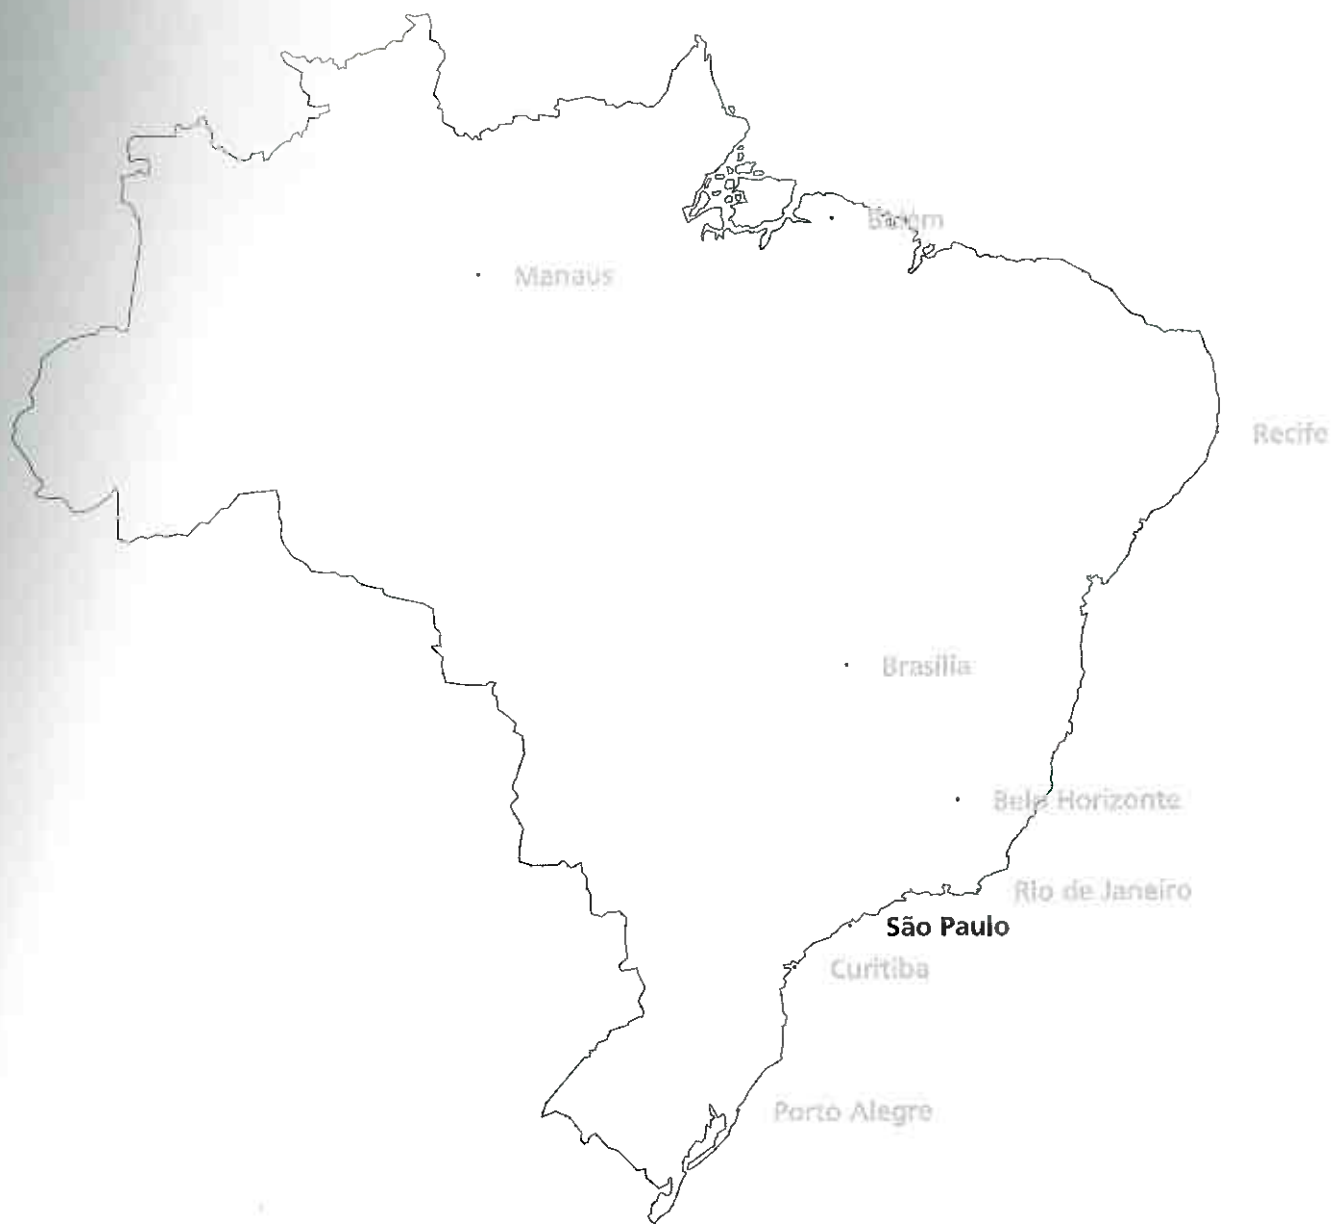 Belém
Manaus
Recife
Brasília
Belo Horizonte
Rio de Janeiro
São Paulo
Curitiba
Porto Alegre